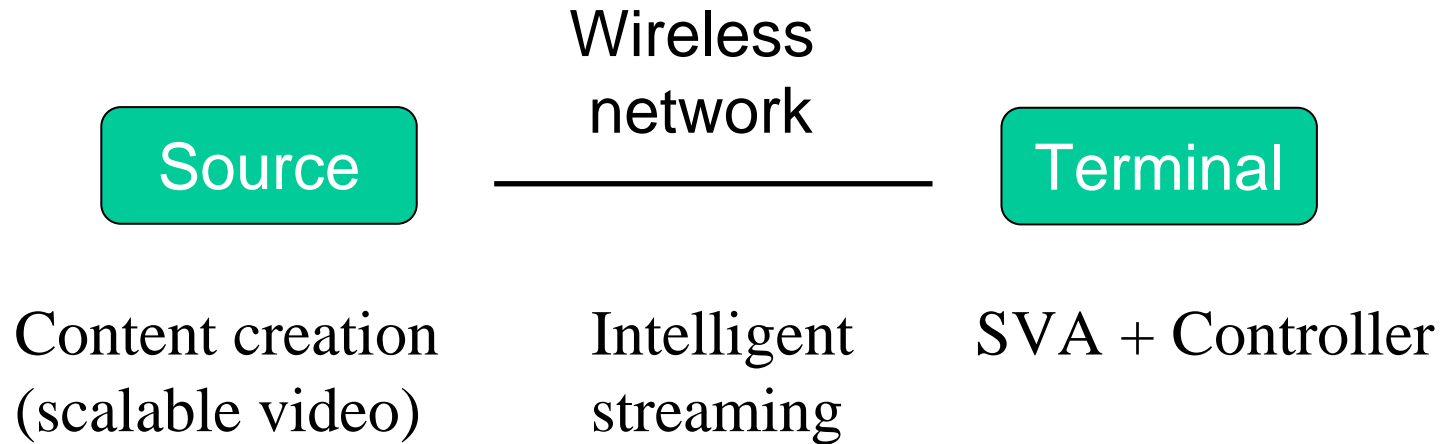 Wireless
network
Source
Terminal
Content creation
(scalable video)
Intelligent
streaming
SVA + Controller